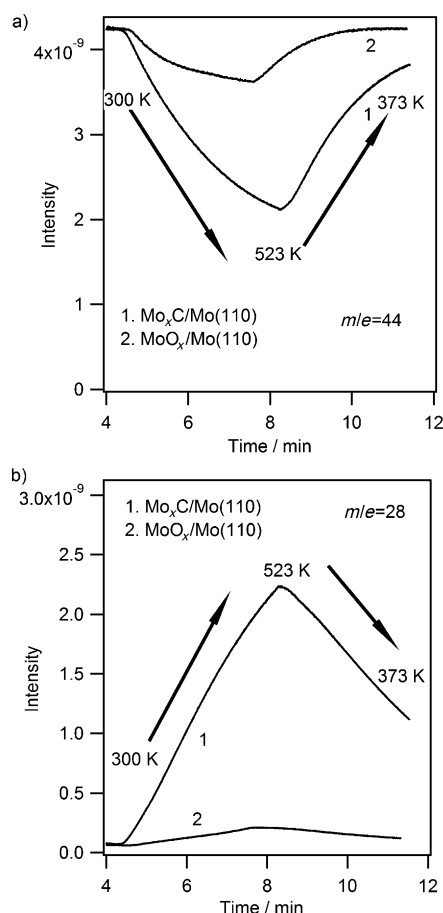 a)
4x10⁻⁹
3
2
1
0
Intensity
300 K
523 K
373 K
2
1
1. MoₓC/Mo(110)
2. MoOₓ/Mo(110)
m/e=44
4 6 8 10 12
Time / min
b)
3.0x10⁻⁹
2.5
2.0
1.5
1.0
0.5
0.0
Intensity
1. MoₓC/Mo(110)
2. MoOₓ/Mo(110)
m/e=28
523 K
373 K
300 K
1
2
4 6 8 10 12
Time / min